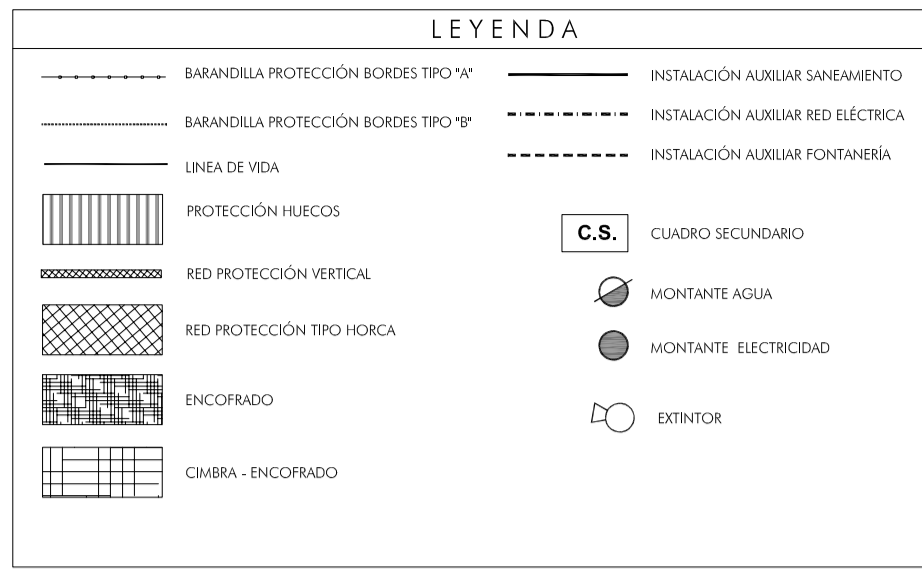 LEYENDA
BARANDILLA PROTECCIÓN BORDES TIPO "A"
BARANDILLA PROTECCIÓN BORDES TIPO "B"
LINEA DE VIDA
PROTECCIÓN HUECOS
RED PROTECCIÓN VERTICAL
RED PROTECCIÓN TIPO HORCA
ENCOFRADO
CIMBRA - ENCOFRADO
INSTALACIÓN AUXILIAR SANEAMIENTO
INSTALACIÓN AUXILIAR RED ELÉCTRICA
INSTALACIÓN AUXILIAR FONTANERÍA
C.S.
CUADRO SECUNDARIO
MONTANTE AGUA
MONTANTE ELECTRICIDAD
EXTINTOR